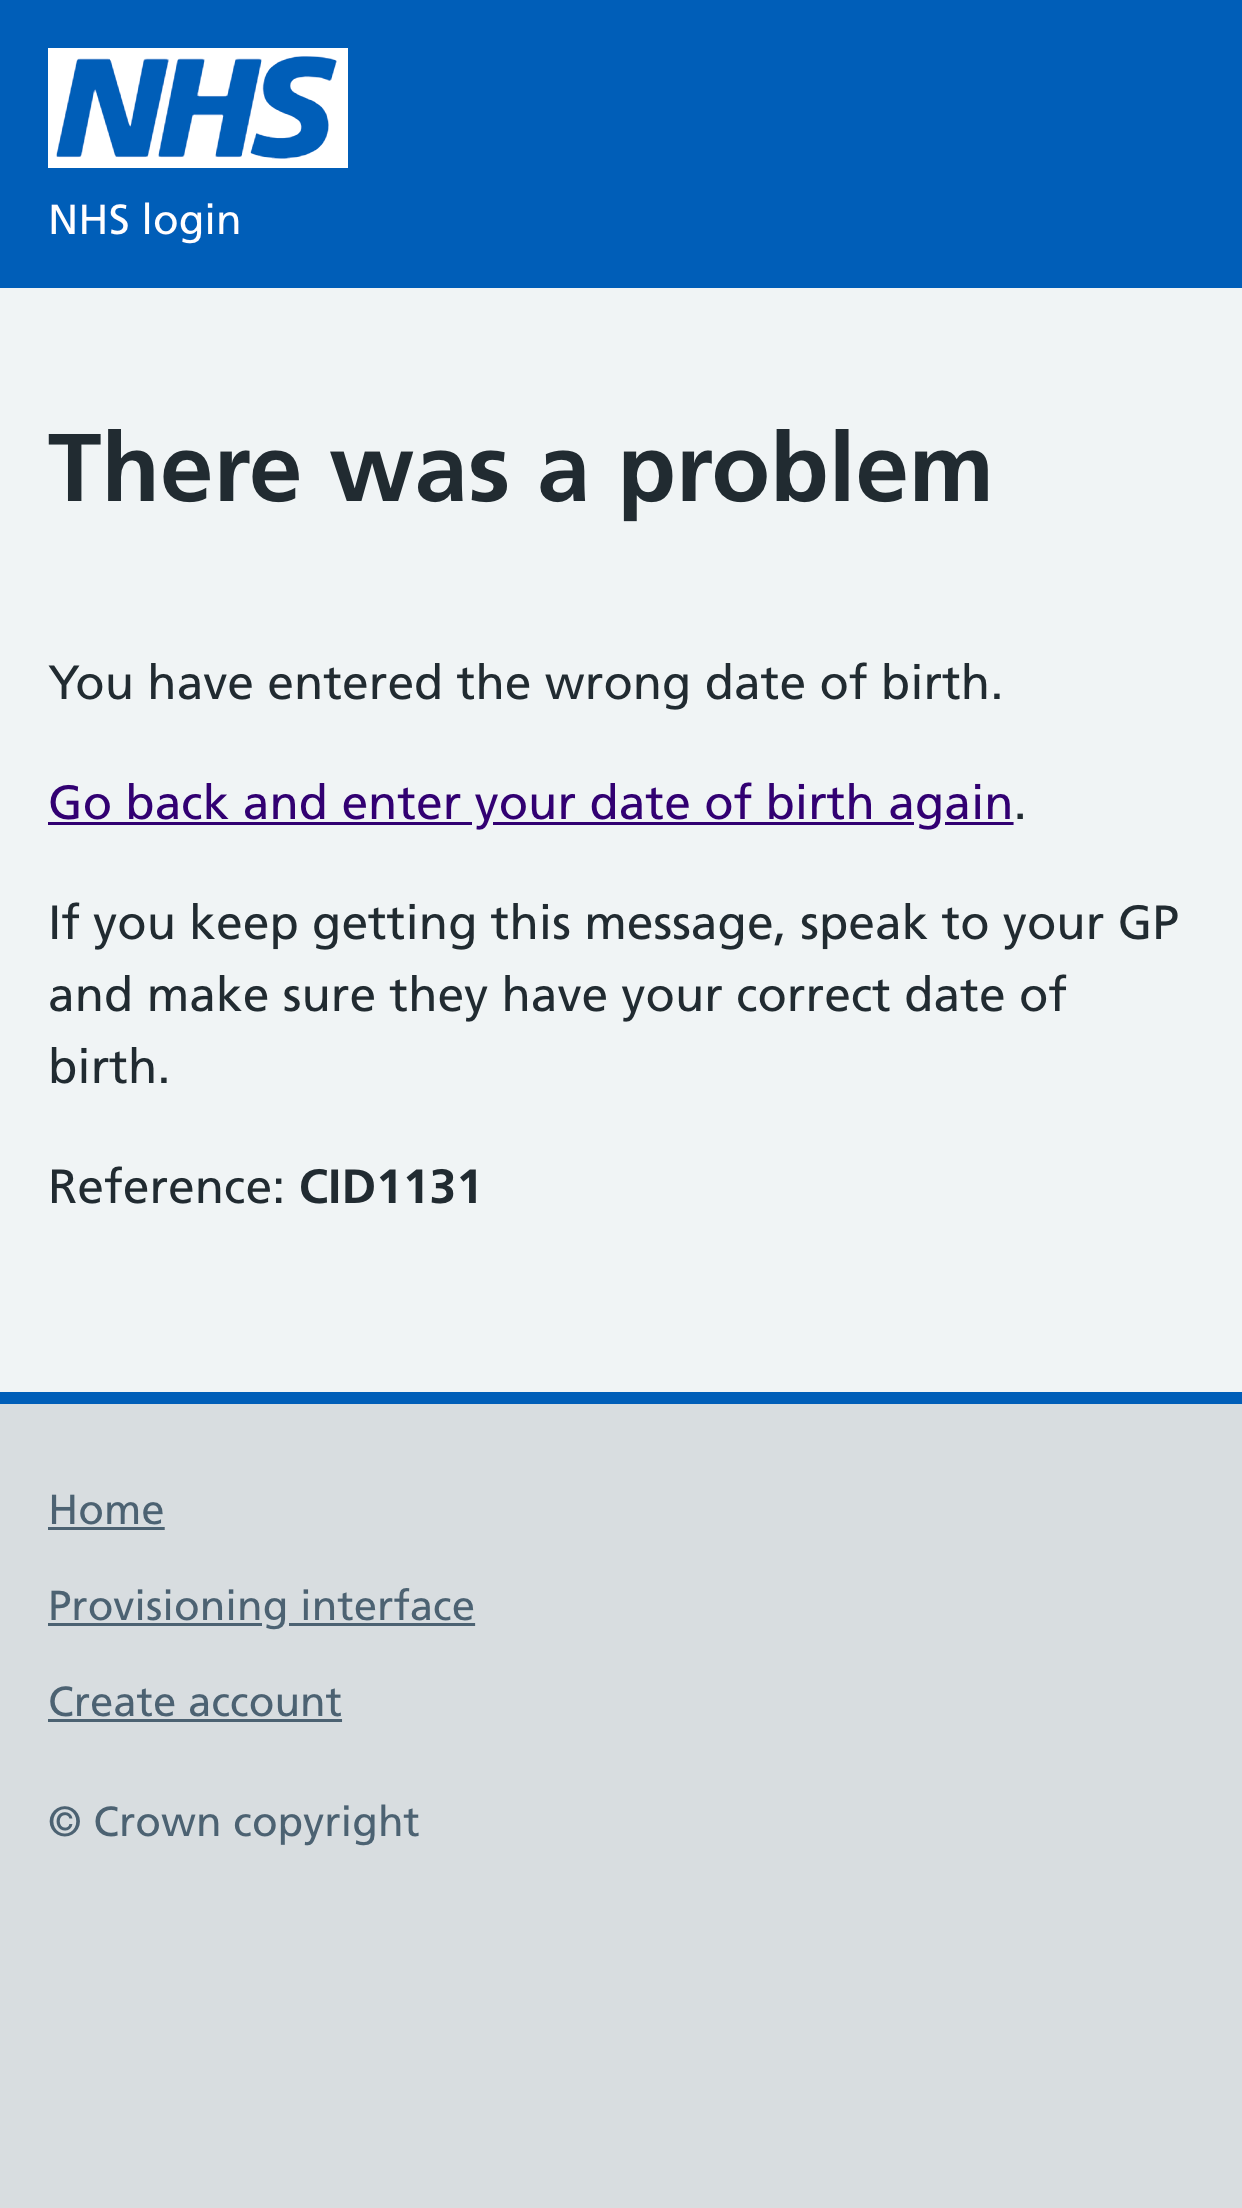 NHS
NHS login
There was a problem
You have entered the wrong date of birth.
Go back and enter your date of birth again.
If you keep getting this message, speak to your GP
and make sure they have your correct date of
birth.
Reference: CID1131
Home
Provisioning interface
Create account
© Crown copyright